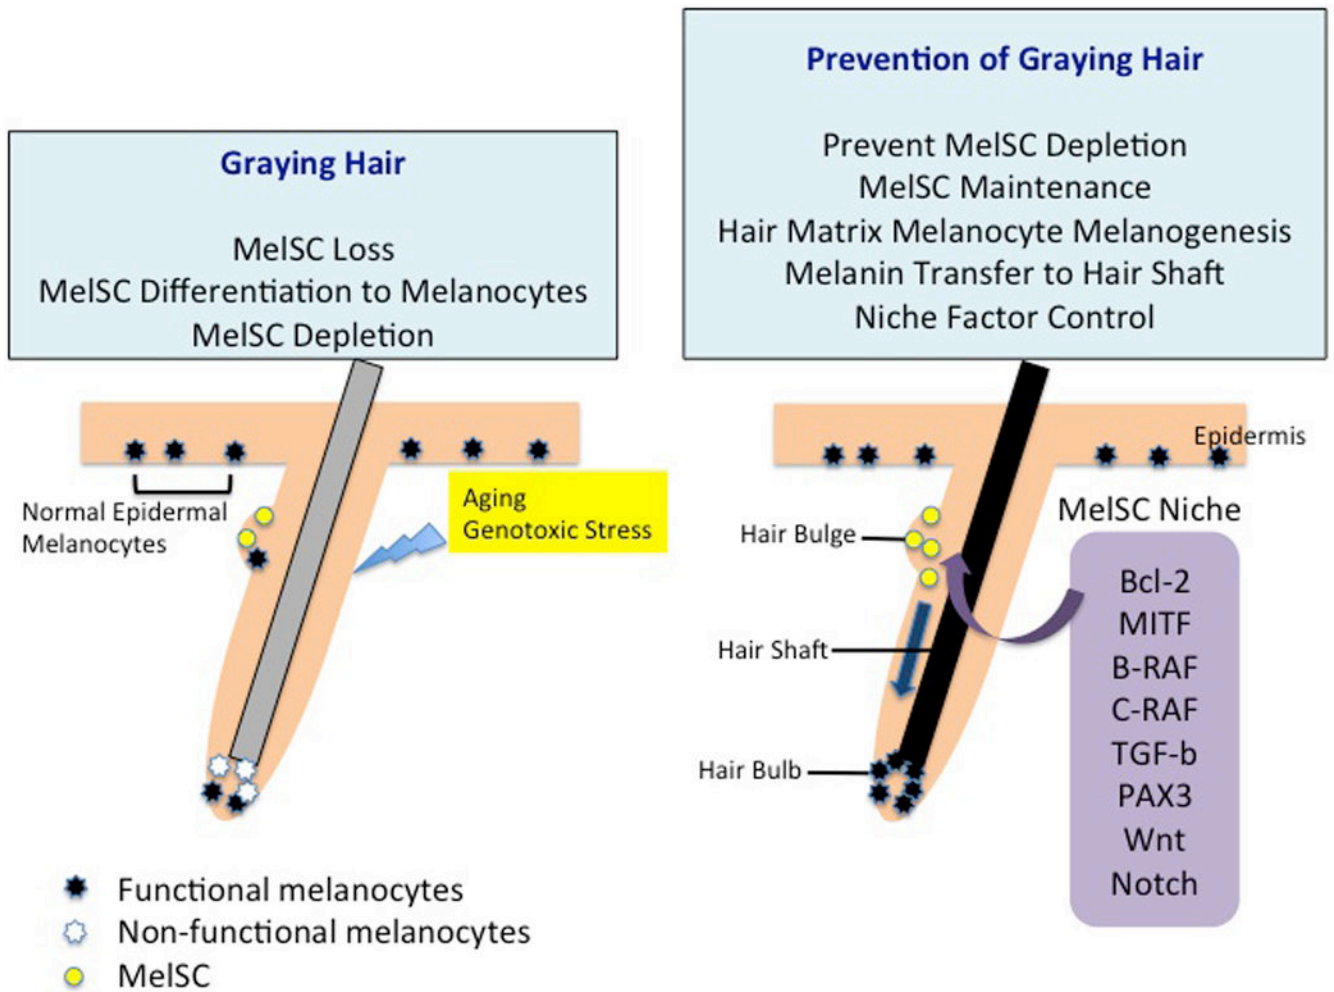 Graying Hair
MelSC Loss
MelSC Differentiation to Melanocytes
MelSC Depletion
Prevention of Graying Hair
Prevent MelSC Depletion
MelSC Maintenance
Hair Matrix Melanocyte Melanogenesis
Melanin Transfer to Hair Shaft
Niche Factor Control
Normal Epidermal
Melanocytes
Aging
Genotoxic Stress
Epidermis
Hair Bulge
Hair Shaft
Hair Bulb
MelSC Niche
Bcl-2
MITF
B-RAF
C-RAF
TGF-b
PAX3
Wnt
Notch
Functional melanocytes
Non-functional melanocytes
MelSC